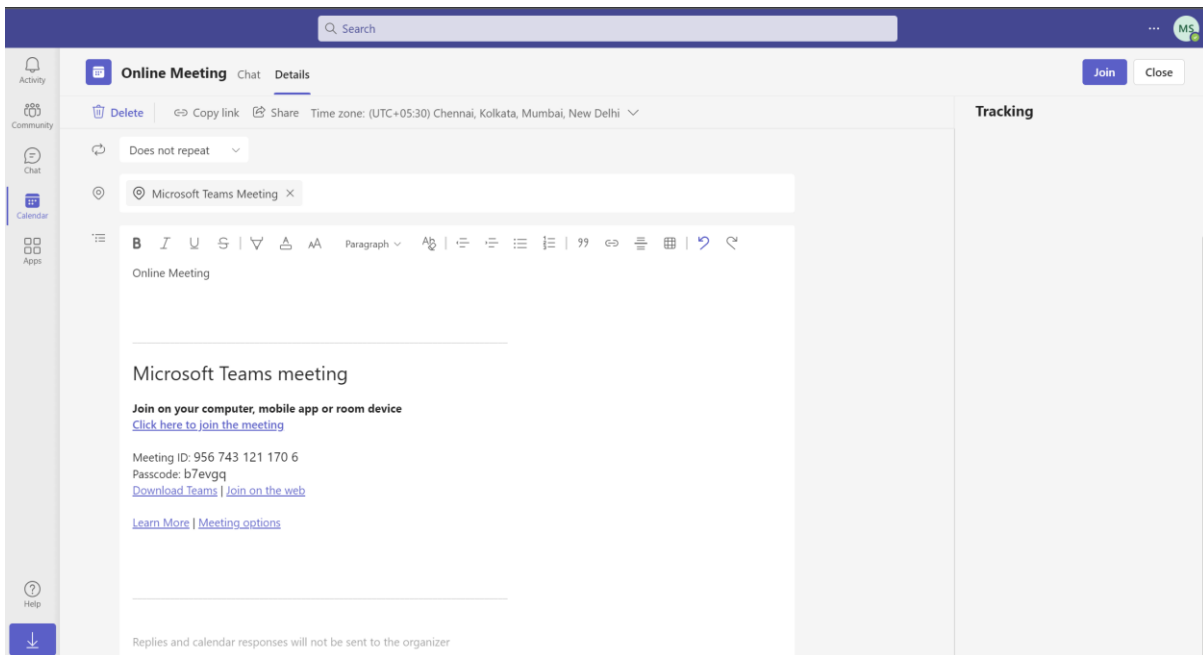 Search
... MS
Activity
Community
Chat
Calendar
Apps
Help
Online Meeting Chat Details
Join Close
Delete Copy link Share Time zone: (UTC+05:30) Chennai, Kolkata, Mumbai, New Delhi
Tracking
Does not repeat
Microsoft Teams Meeting ×
B I U S A AA Paragraph Ab 99
Online Meeting
Microsoft Teams meeting
Join on your computer, mobile app or room device
Click here to join the meeting
Meeting ID: 956 743 121 170 6
Passcode: b7evgq
Download Teams | Join on the web
Learn More | Meeting options
Replies and calendar responses will not be sent to the organizer